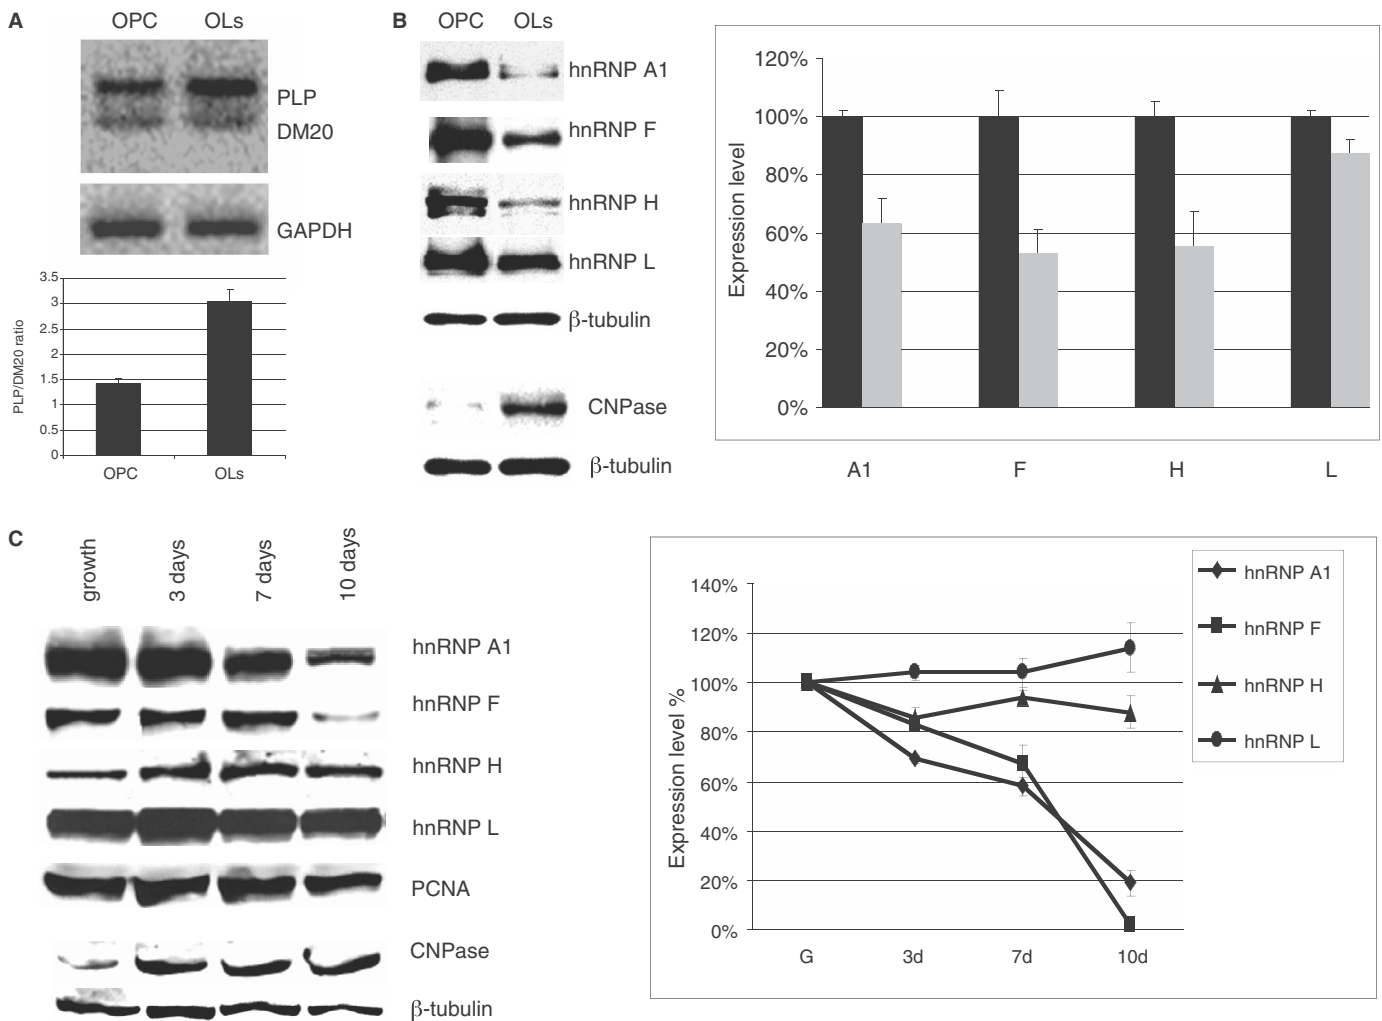 A
OPC OLs
PLP
DM20
GAPDH
3.5
3
2.5
2
1.5
1
0.5
0
PLP/DM20 ratio
OPC OLs
B
OPC OLs
hnRNP A1
hnRNP F
hnRNP H
hnRNP L
β-tubulin
CNPase
β-tubulin
120%
100%
80%
60%
40%
20%
0%
Expression level
A1 F H L
C
growth 3 days 7 days 10 days
hnRNP A1
hnRNP F
hnRNP H
hnRNP L
PCNA
CNPase
β-tubulin
140%
120%
100%
80%
60%
40%
20%
0%
Expression level %
G 3d 7d 10d
hnRNP A1
hnRNP F
hnRNP H
hnRNP L